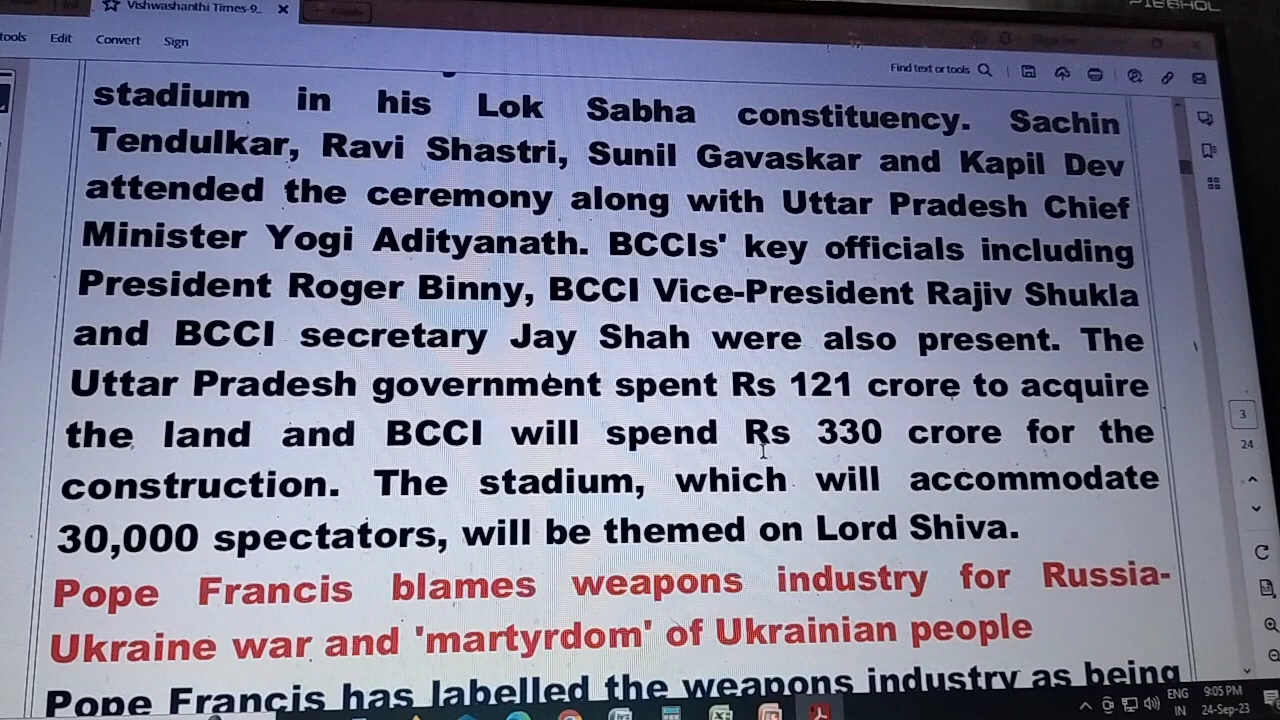 Vishwashanthi Times-9...
tools Edit Convert Sign
Find text or tools
stadium in his Lok Sabha constituency. Sachin
Tendulkar, Ravi Shastri, Sunil Gavaskar and Kapil Dev
attended the ceremony along with Uttar Pradesh Chief
Minister Yogi Adityanath. BCCIs' key officials including
President Roger Binny, BCCI Vice-President Rajiv Shukla
and BCCI secretary Jay Shah were also present. The
Uttar Pradesh government spent Rs 121 crore to acquire
the land and BCCI will spend Rs 330 crore for the
construction. The stadium, which will accommodate
30,000 spectators, will be themed on Lord Shiva.
Pope Francis blames weapons industry for Russia-
Ukraine war and 'martyrdom' of Ukrainian people
Pope Francis has labelled the weapons industry as being
3
24
ENG
IN
9:05 PM
24-Sep-23